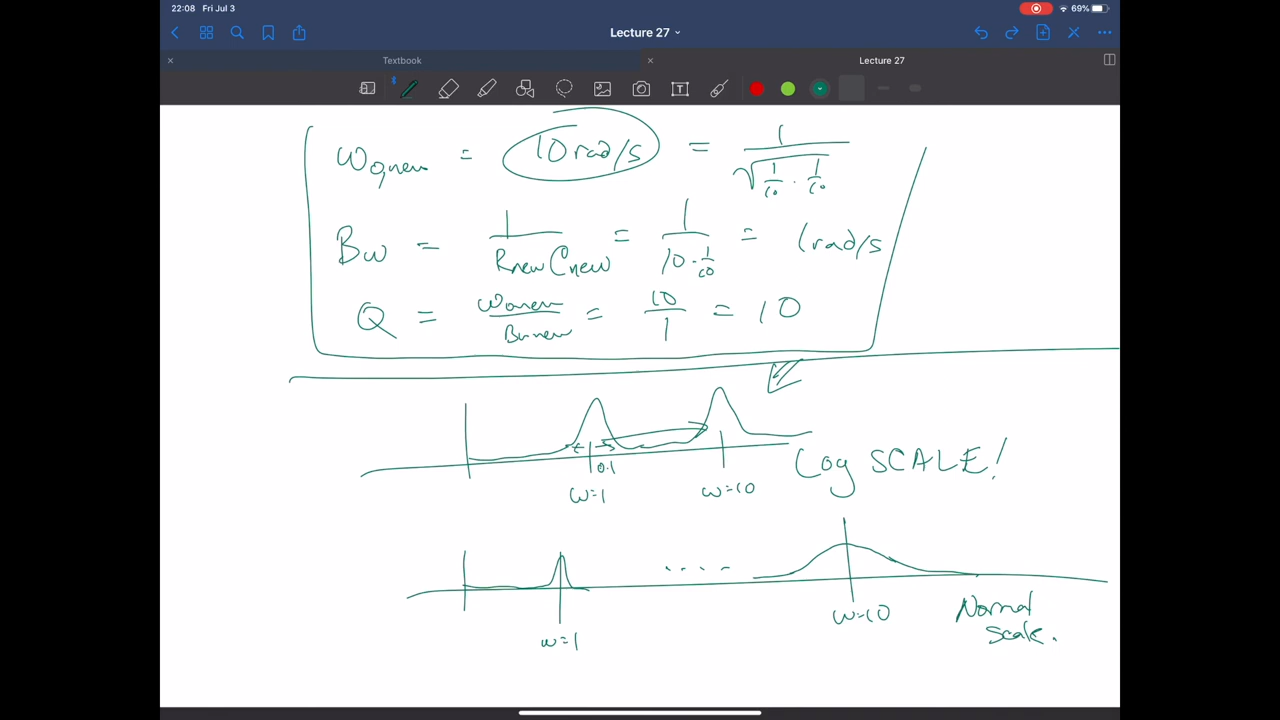 22:08 Fri Jul 3
69%
Lecture 27
Textbook
Lecture 27
ω₀,new = 10 rad/s = 1 / √(1/10 · 1/10)
BW = 1 / Rnew Cnew = 1 / (10 · 1/10) = 1 rad/s
Q = ω₀new / BWnew = 10 / 1 = 10
0.1
ω=1
ω=10
Log SCALE!
. . . .
ω=1
ω=10
Normal
scale.